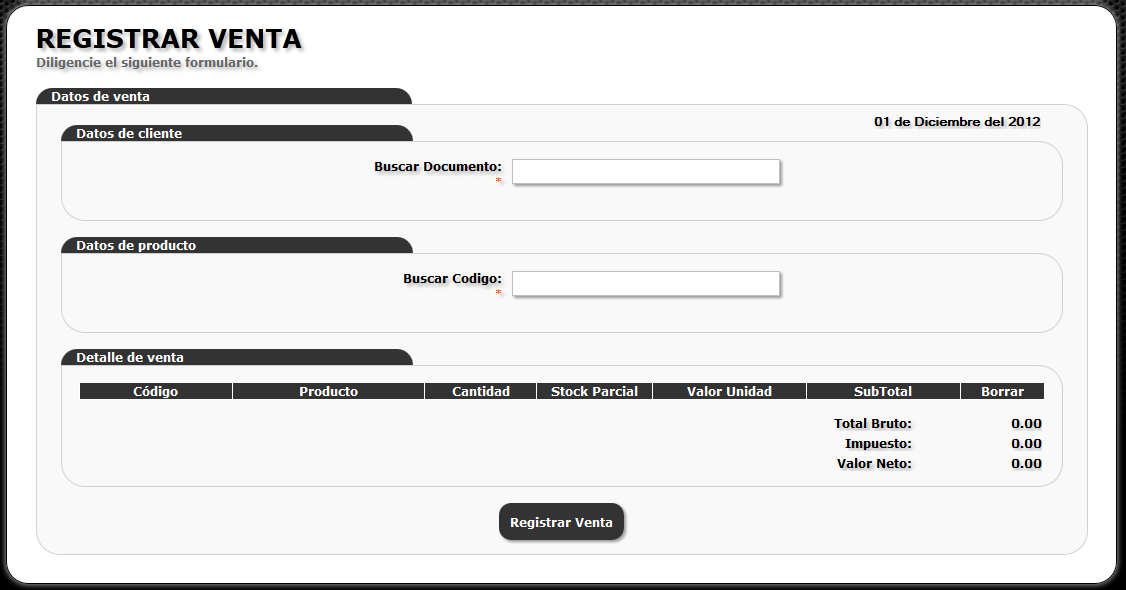 REGISTRAR VENTA
Diligencie el siguiente formulario.
Datos de venta
01 de Diciembre del 2012
Datos de cliente
Buscar Documento:
*
Datos de producto
Buscar Codigo:
*
Detalle de venta
Código Producto Cantidad Stock Parcial Valor Unidad SubTotal Borrar
Total Bruto: 0.00
Impuesto: 0.00
Valor Neto: 0.00
Registrar Venta